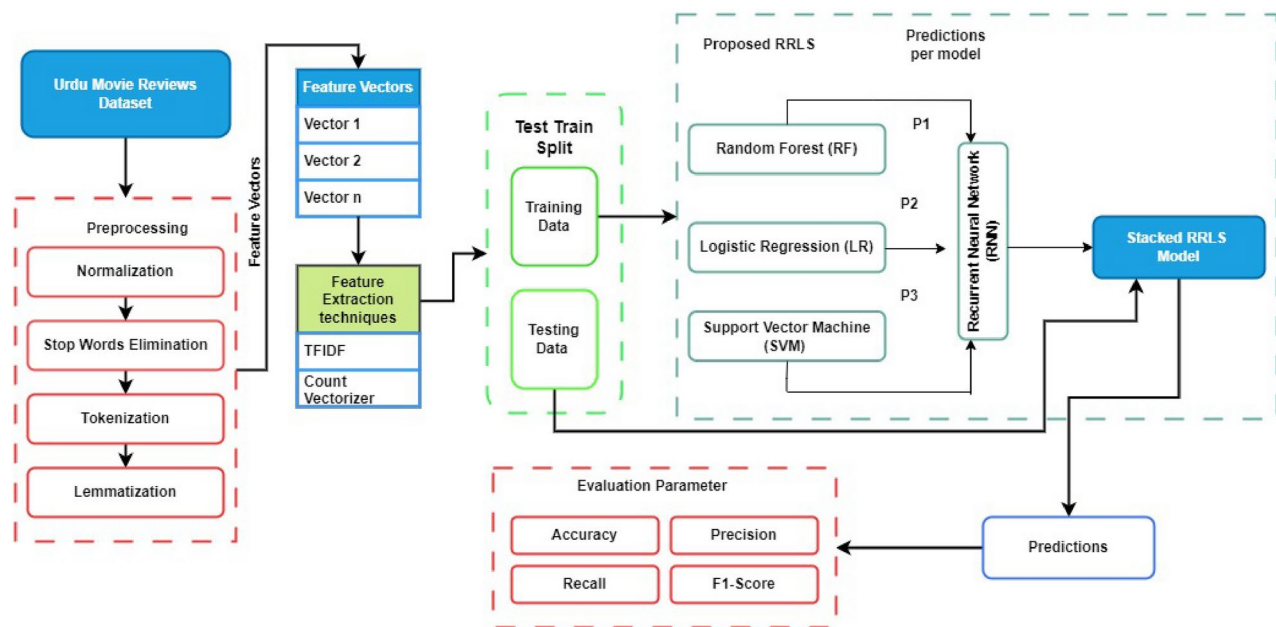 Urdu Movie Reviews
Dataset
Preprocessing
Normalization
Stop Words Elimination
Tokenization
Lemmatization
Feature Vectors
Feature Vectors
Vector 1
Vector 2
Vector n
Feature
Extraction
techniques
TFIDF
Count
Vectorizer
Test Train
Split
Training
Data
Testing
Data
Proposed RRLS
Predictions
per model
Random Forest (RF)
P1
Logistic Regression (LR)
P2
Support Vector Machine
(SVM)
P3
Recurrent Neural Network
(RNN)
Stacked RRLS
Model
Predictions
Evaluation Parameter
Accuracy
Precision
Recall
F1-Score